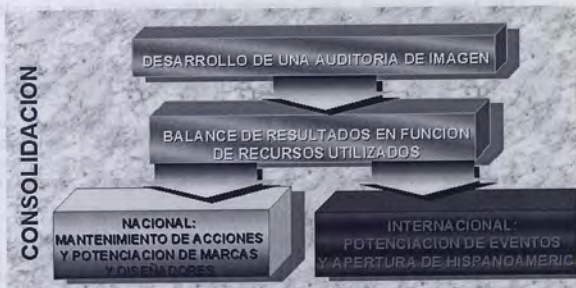 CONSOLIDACION
DESARROLLO DE UNA AUDITORIA DE IMAGEN
BALANCE DE RESULTADOS EN FUNCION
DE RECURSOS UTILIZADOS
NACIONAL:
MANTENIMIENTO DE ACCIONES
Y POTENCIACION DE MARCAS
Y DISEÑADORES
INTERNACIONAL:
POTENCIACION DE EVENTOS
Y APERTURA DE HISPANOAMERIC